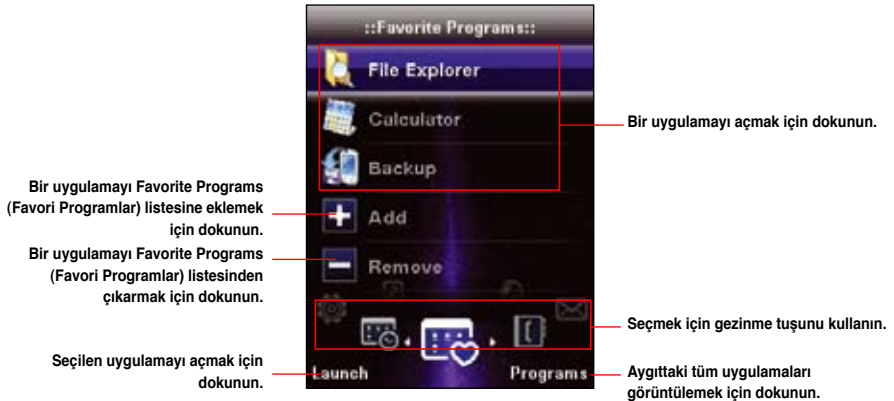 ::Favorite Programs::
File Explorer
Calculator
Backup
Add
Remove
Launch
Programs
Bir uygulamayı açmak için dokunun.
Bir uygulamayı Favorite Programs
(Favori Programlar) listesine eklemek
için dokunun.
Bir uygulamayı Favorite Programs
(Favori Programlar) listesinden
çıkarmak için dokunun.
Seçmek için gezinme tuşunu kullanın.
Seçilen uygulamayı açmak için
dokunun.
Aygıttaki tüm uygulamaları
görüntülemek için dokunun.